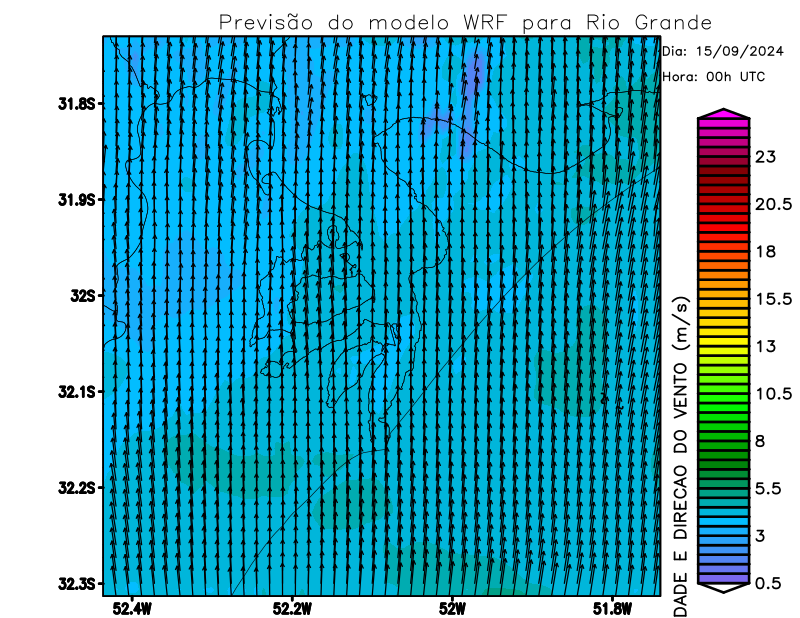 Previsão do modelo WRF para Rio Grande
Dia: 15/09/2024
Hora: 00h UTC
31.8S
31.9S
32S
32.1S
32.2S
32.3S
52.4W
52.2W
52W
51.8W
23
20.5
18
15.5
13
10.5
8
5.5
3
0.5
DADE E DIRECAO DO VENTO (m/s)